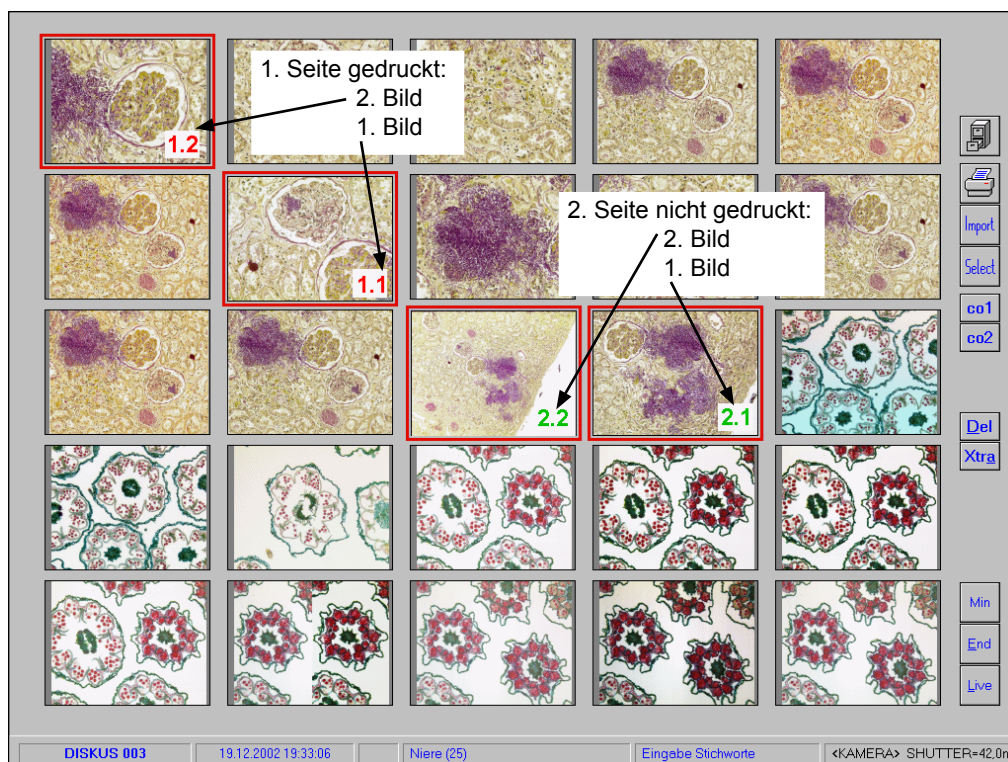 1. Seite gedruckt:
2. Bild
1. Bild
1.2
1.1
2. Seite nicht gedruckt:
2. Bild
1. Bild
2.2
2.1
Import
Select
co1
co2
Del
Xtra
Min
End
Live
DISKUS 003
19.12.2002 19:33:06
Niere (25)
Eingabe Stichworte
<KAMERA> SHUTTER=42,0m